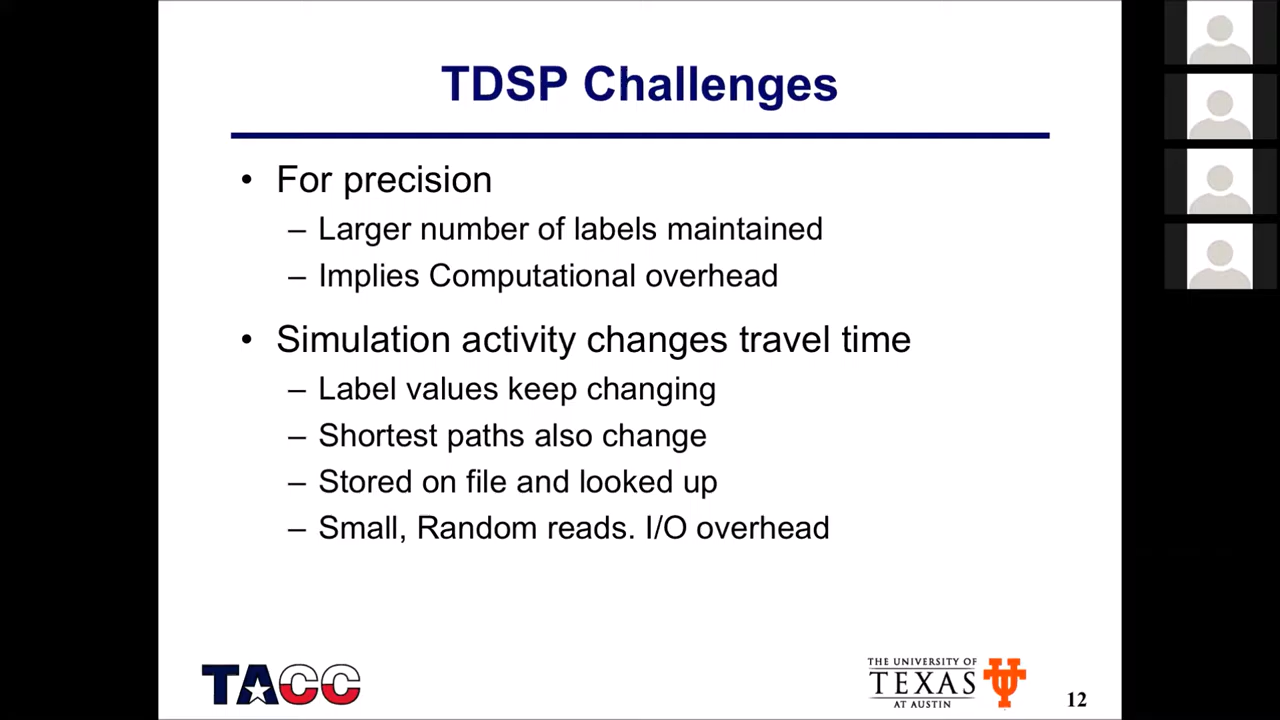 TDSP Challenges
• For precision
– Larger number of labels maintained
– Implies Computational overhead
• Simulation activity changes travel time
– Label values keep changing
– Shortest paths also change
– Stored on file and looked up
– Small, Random reads. I/O overhead
TACC
THE UNIVERSITY OF
TEXAS
AT AUSTIN
12